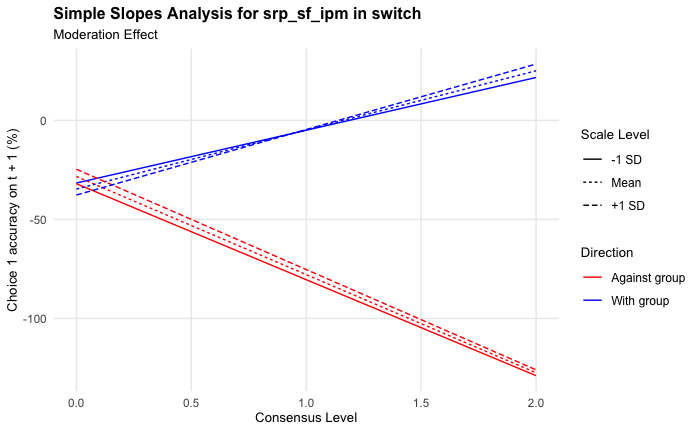 Simple Slopes Analysis for srp_sf_ipm in switch
Moderation Effect
Choice 1 accuracy on t + 1 (%)
0
-50
-100
0.0
0.5
1.0
1.5
2.0
Consensus Level
Scale Level
-1 SD
Mean
+1 SD
Direction
Against group
With group